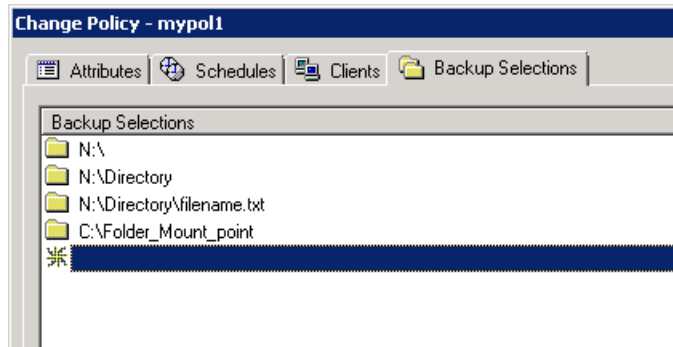 Change Policy - mypol1
Attributes Schedules Clients Backup Selections
Backup Selections
N:\
N:\Directory
N:\Directory\filename.txt
C:\Folder_Mount_point